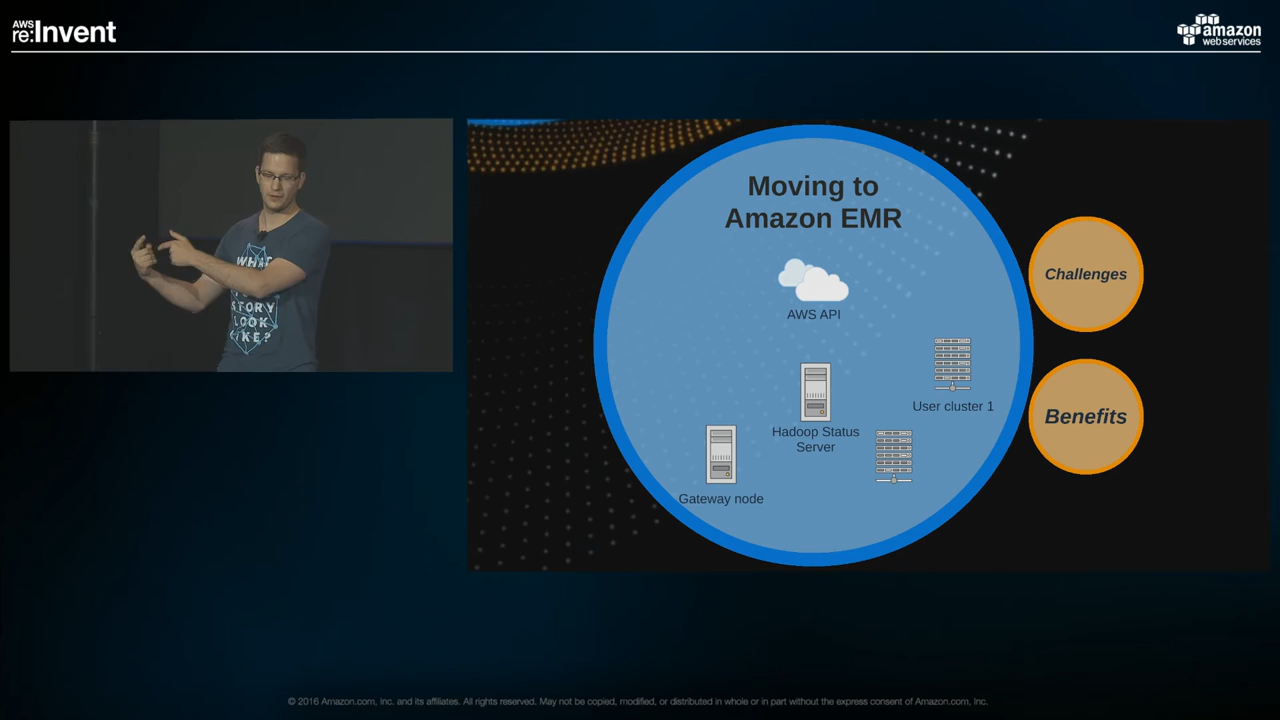 AWS
re:Invent
amazon
web services
WHAT
STORY
LOOK
IKE?
Moving to
Amazon EMR
AWS API
Challenges
User cluster 1
Benefits
Hadoop Status
Server
Gateway node
© 2016 Amazon.com, Inc. and its affiliates. All rights reserved. May not be copied, modified, or distributed in whole or in part without the express consent of Amazon.com, Inc.